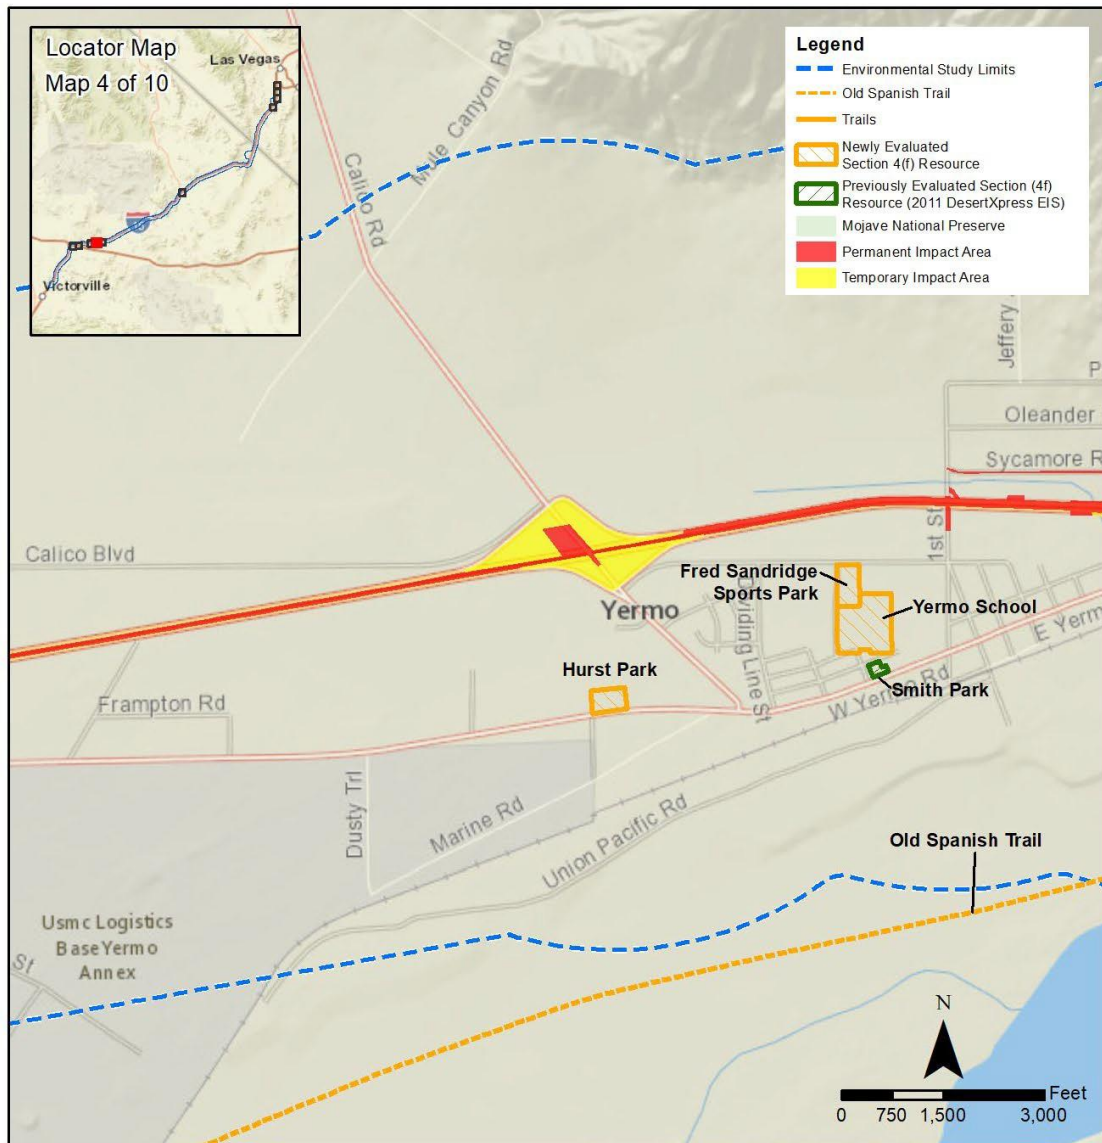 Locator Map
Map 4 of 10
Las Vegas
Victorville
Legend
Environmental Study Limits
Old Spanish Trail
Trails
Newly Evaluated
Section 4(f) Resource
Previously Evaluated Section (4f)
Resource (2011 DesertXpress EIS)
Mojave National Preserve
Permanent Impact Area
Temporary Impact Area
Mule Canyon Rd
Calico Rd
Jeffery
P
Oleander
Sycamore R
1st St
Calico Blvd
Fred Sandridge
Sports Park
Yermo School
Yermo
Dividing Line St
Hurst Park
Smith Park
E Yermo
W Yermo Rd
Frampton Rd
Dusty Trl
Marine Rd
Union Pacific Rd
Old Spanish Trail
Usmc Logistics
Base Yermo
Annex
St
N
Feet
0 750 1,500 3,000